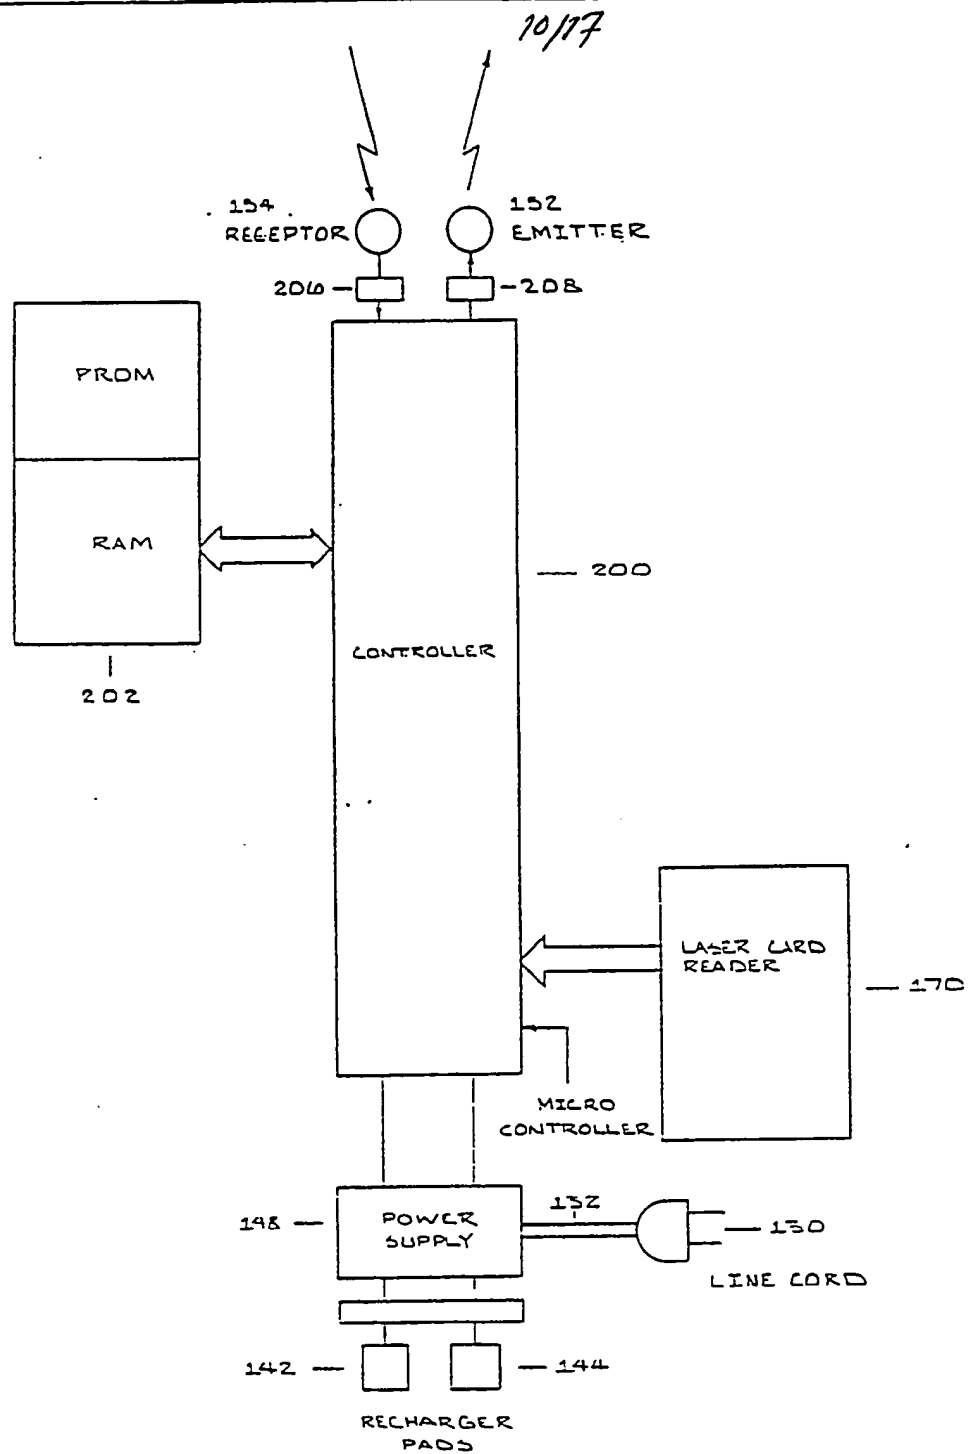 10/17
154
RECEPTOR
152
EMITTER
206
208
PROM
RAM
200
CONTROLLER
202
LASER CARD
READER
170
MICRO
CONTROLLER
148
POWER
SUPPLY
132
130
LINE CORD
142
144
RECHARGER
PADS